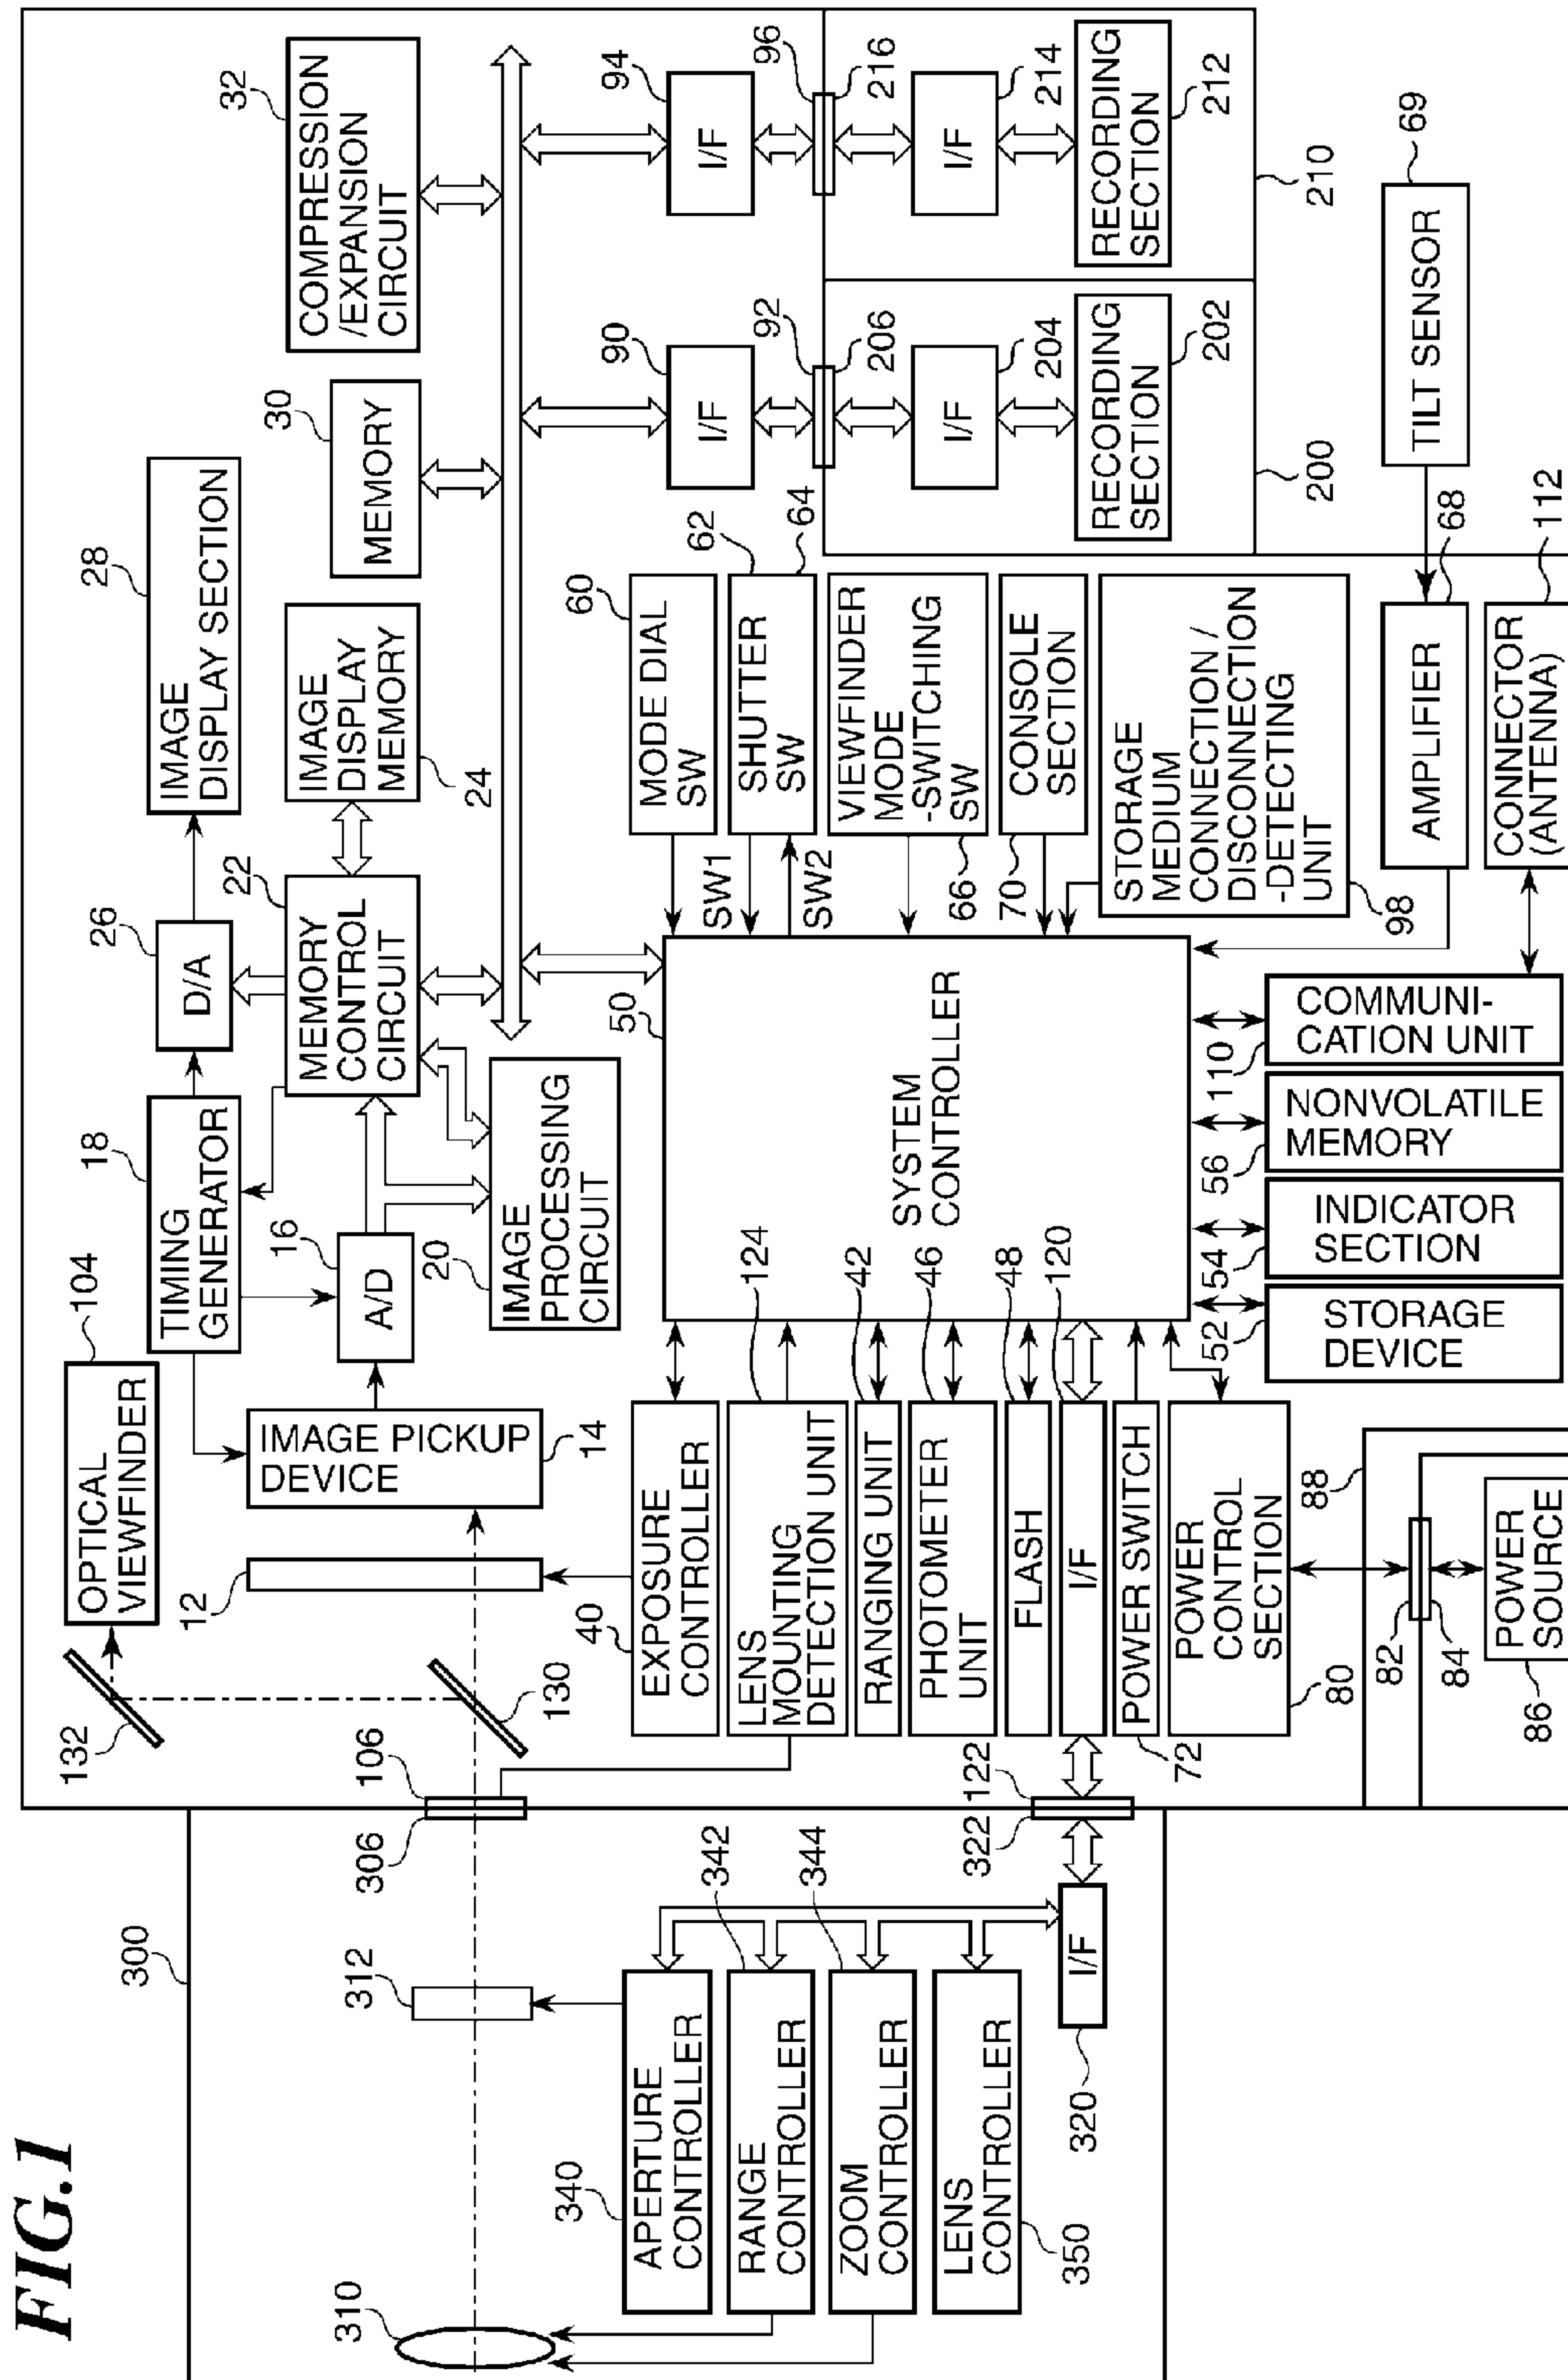 FIG.1
300
310
312
306
106
132
130
12
OPTICAL
VIEWFINDER
104
IMAGE PICKUP
DEVICE
14
TIMING
GENERATOR
18
A/D
16
20
IMAGE
PROCESSING
CIRCUIT
D/A
26
MEMORY
CONTROL
CIRCUIT
22
IMAGE
DISPLAY SECTION
28
IMAGE
DISPLAY
MEMORY
24
MEMORY
30
COMPRESSION
/EXPANSION
CIRCUIT
32
340
APERTURE
CONTROLLER
RANGE
CONTROLLER
342
ZOOM
CONTROLLER
344
LENS
CONTROLLER
350
I/F
320
322
122
40
EXPOSURE
CONTROLLER
LENS
MOUNTING
DETECTION UNIT
124
RANGING UNIT
42
PHOTOMETER
UNIT
46
FLASH
48
I/F
120
POWER SWITCH
72
POWER
CONTROL
SECTION
80
82
84
88
POWER
SOURCE
86
SYSTEM
CONTROLLER
50
52
STORAGE
DEVICE
54
INDICATOR
SECTION
56
NONVOLATILE
MEMORY
110
COMMUNI-
CATION UNIT
MODE DIAL
SW
60
SW1
SW2
SHUTTER
SW
62
64
VIEWFINDER
MODE
-SWITCHING
SW
66
CONSOLE
SECTION
70
STORAGE
MEDIUM
CONNECTION /
DISCONNECTION
-DETECTING
UNIT
98
AMPLIFIER
68
CONNECTOR
(ANTENNA)
112
TILT SENSOR
69
I/F
90
92
206
I/F
204
RECORDING
SECTION
202
200
I/F
94
96
216
I/F
214
RECORDING
SECTION
212
210